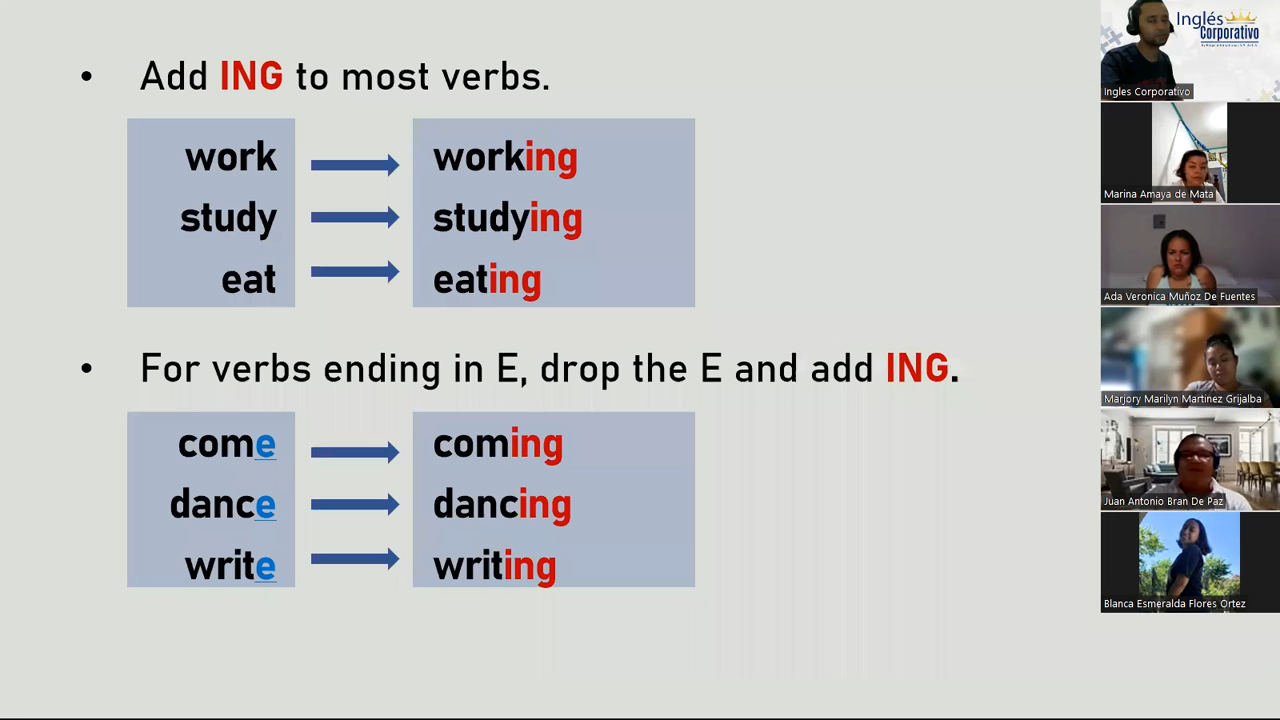 • Add ING to most verbs.
work working
study studying
eat eating
• For verbs ending in E, drop the E and add ING.
come coming
dance dancing
write writing
Inglés
Corporativo
Ingles Corporativo
Marina Amaya de Mata
Ada Veronica Muñoz De Fuentes
Marjory Marilyn Martinez Grijalba
Juan Antonio Bran De Paz
Blanca Esmeralda Flores Ortez